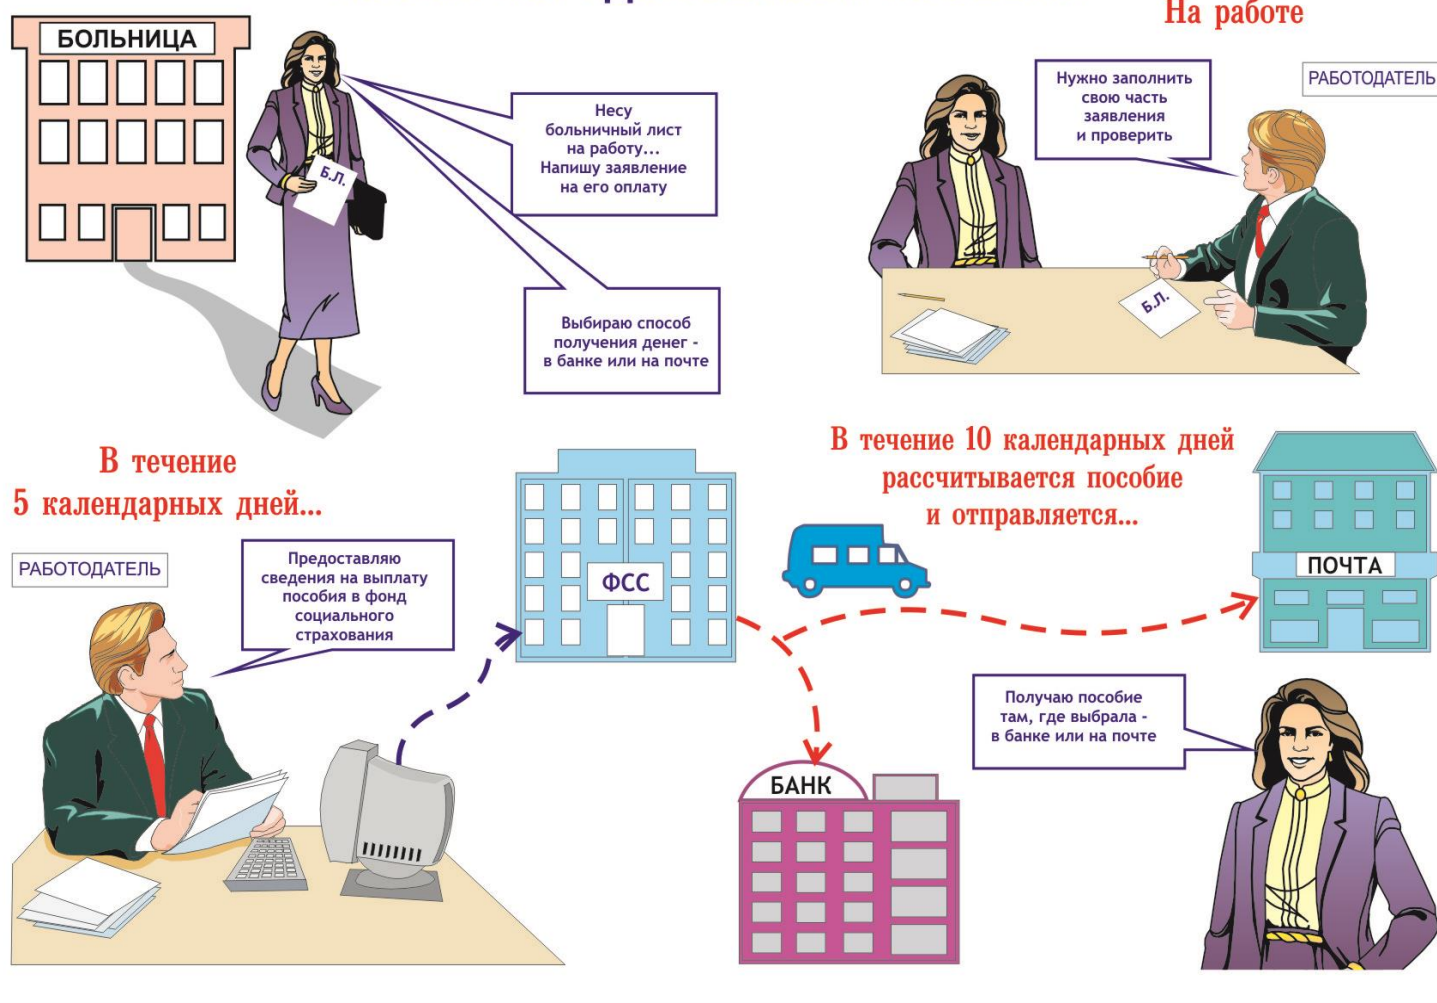 На работе
БОЛЬНИЦА
Несу
больничный лист
на работу...
Напишу заявление
на его оплату
Б.Л.
Выбираю способ
получения денег -
в банке или на почте
Нужно заполнить
свою часть
заявления
и проверить
РАБОТОДАТЕЛЬ
Б.Л.
В течение
5 календарных дней...
РАБОТОДАТЕЛЬ
Предоставляю
сведения на выплату
пособия в фонд
социального
страхования
ФСС
В течение 10 календарных дней
рассчитывается пособие
и отправляется...
ПОЧТА
БАНК
Получаю пособие
там, где выбрала -
в банке или на почте